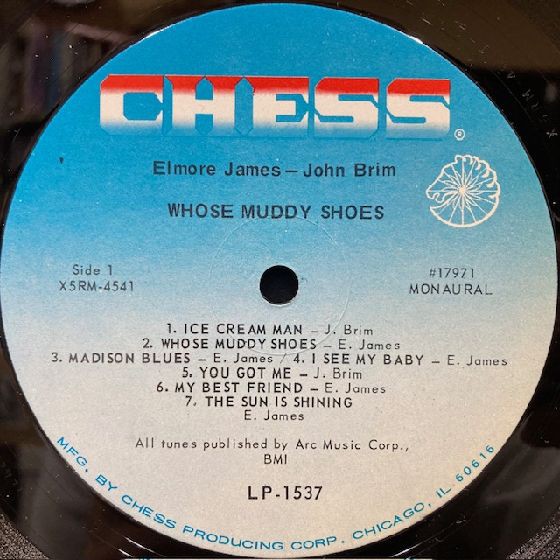 CHESS
®
Elmore James – John Brim
WHOSE MUDDY SHOES
Side 1
X5RM-4541
#17921
MONAURAL
1. ICE CREAM MAN – J. Brim
2. WHOSE MUDDY SHOES – E. James
3. MADISON BLUES – E. James / 4. I SEE MY BABY – E. James
5. YOU GOT ME – J. Brim
6. MY BEST FRIEND – E. James
7. THE SUN IS SHINING
E. James
All tunes published by Arc Music Corp.,
BMI
LP-1537
MFG. BY CHESS PRODUCING CORP. CHICAGO, IL 60616